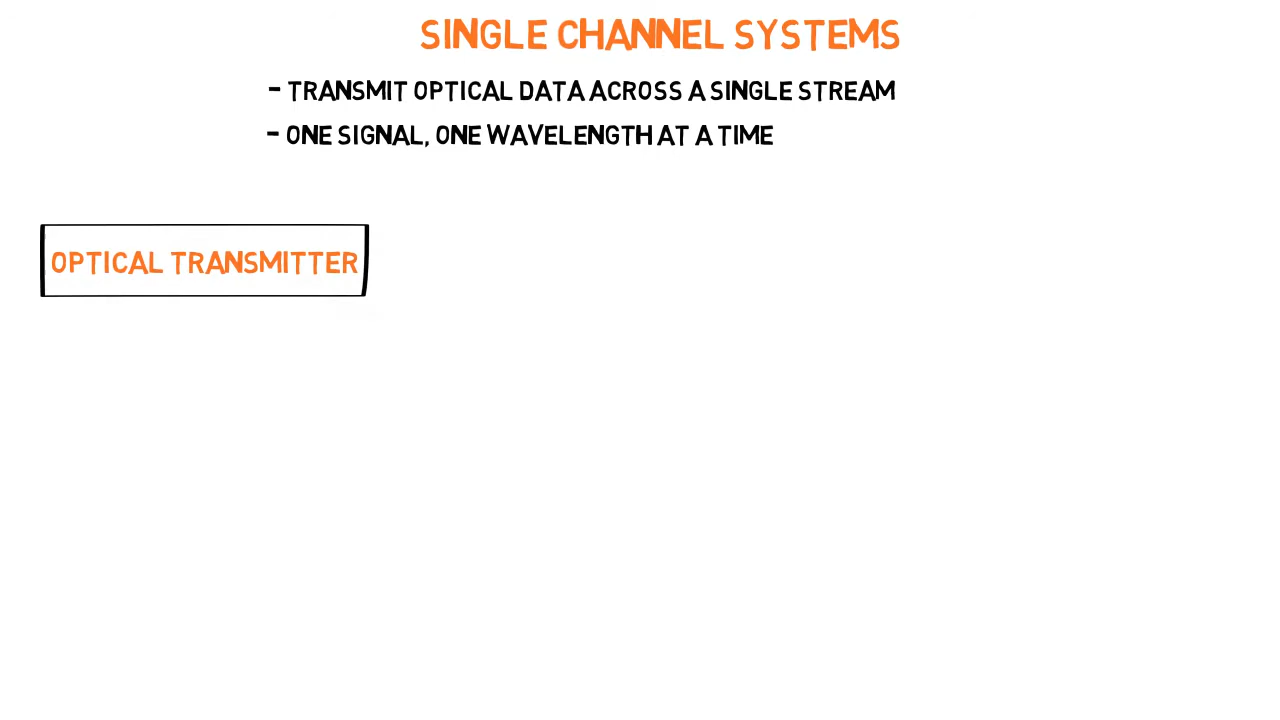 SINGLE CHANNEL SYSTEMS
- TRANSMIT OPTICAL DATA ACROSS A SINGLE STREAM
- ONE SIGNAL, ONE WAVELENGTH AT A TIME
OPTICAL TRANSMITTER